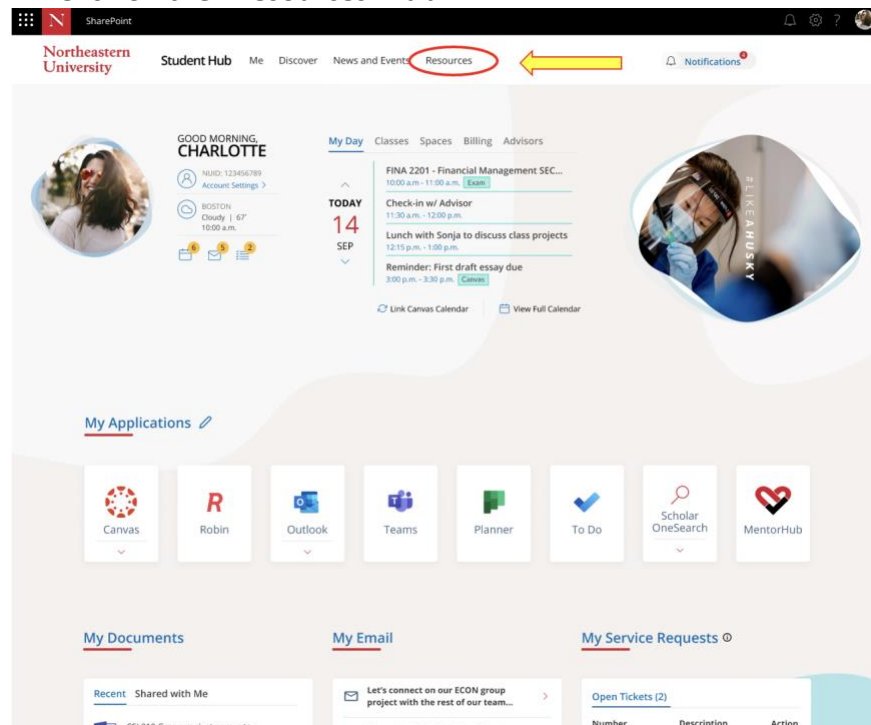 SharePoint
Northeastern
University
Student Hub Me Discover News and Events Resources
Notifications
4
GOOD MORNING,
CHARLOTTE
NUID: 123456789
Account Settings >
BOSTON
Cloudy | 67°
10:00 a.m.
6 5 2
My Day Classes Spaces Billing Advisors
TODAY
14
SEP
FINA 2201 - Financial Management SEC...
10:00 a.m - 11:00 a.m. Exam
Check-in w/ Advisor
11:30 a.m. - 12:00 p.m.
Lunch with Sonja to discuss class projects
12:15 p.m. - 1:00 p.m.
Reminder: First draft essay due
3:00 p.m. - 3:30 p.m. Canvas
Link Canvas Calendar View Full Calendar
#LIKEAHUSKY
My Applications
Canvas
Robin
Outlook
Teams
Planner
To Do
Scholar
OneSearch
MentorHub
My Documents
Recent Shared with Me
My Email
Let's connect on our ECON group
project with the rest of our team...
My Service Requests
Open Tickets (2)
Number Description Action